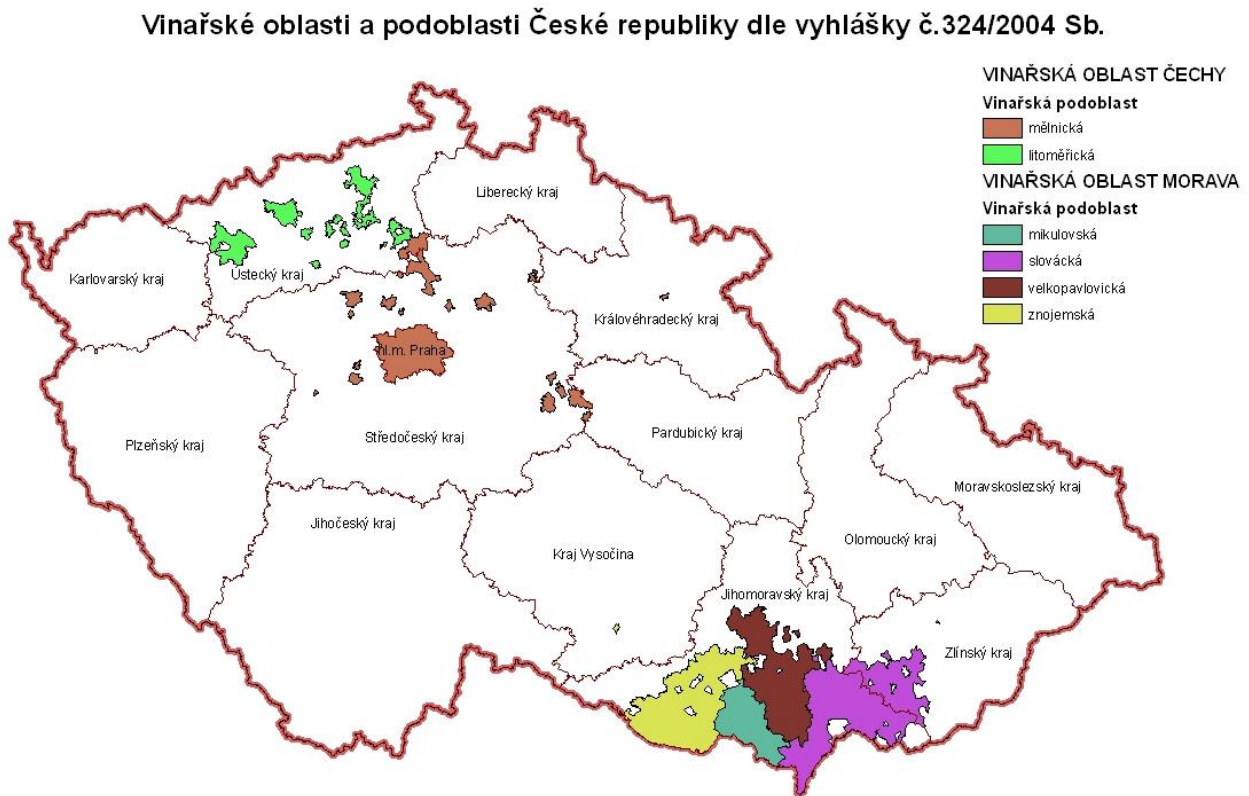 Vinařské oblasti a podoblasti České republiky dle vyhlášky č.324/2004 Sb.
VINAŘSKÁ OBLAST ČECHY
Vinařská podoblast
mělnická
litoměřická
VINAŘSKÁ OBLAST MORAVA
Vinařská podoblast
mikulovská
slovácká
velkopavlovická
znojemská
Liberecký kraj
Karlovarský kraj
Ústecký kraj
Královéhradecký kraj
hl.m. Praha
Plzeňský kraj
Středočeský kraj
Pardubický kraj
Moravskoslezský kraj
Jihočeský kraj
Olomoucký kraj
Kraj Vysočina
Jihomoravský kraj
Zlínský kraj